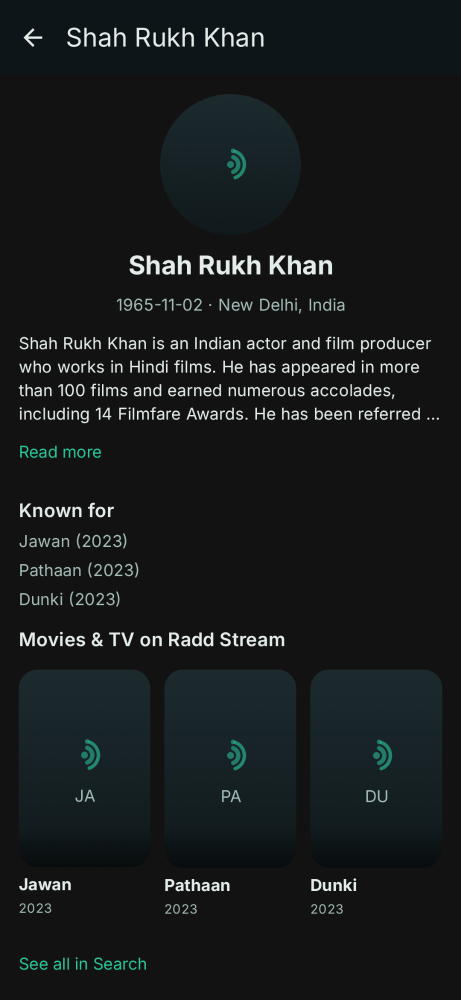 Shah Rukh Khan
Shah Rukh Khan
1965-11-02 · New Delhi, India
Shah Rukh Khan is an Indian actor and film producer
who works in Hindi films. He has appeared in more
than 100 films and earned numerous accolades,
including 14 Filmfare Awards. He has been referred ...
Read more
Known for
Jawan (2023)
Pathaan (2023)
Dunki (2023)
Movies & TV on Radd Stream
JA
PA
DU
Jawan
Pathaan
Dunki
2023
2023
2023
See all in Search